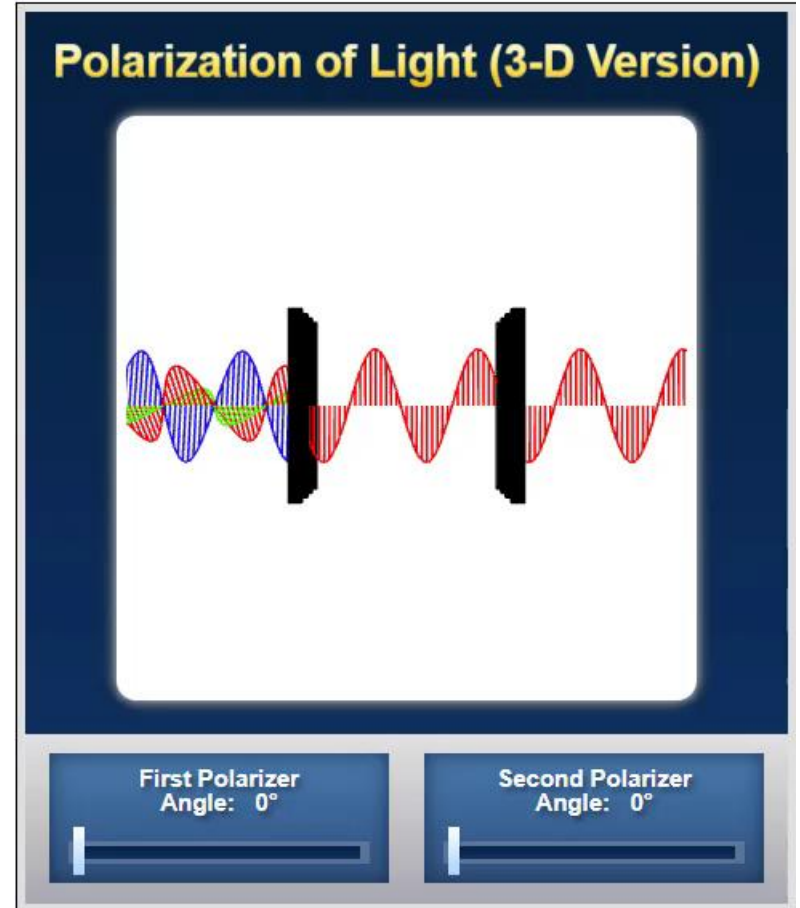 Polarization of Light (3-D Version)
First Polarizer
Angle: 0°
Second Polarizer
Angle: 0°